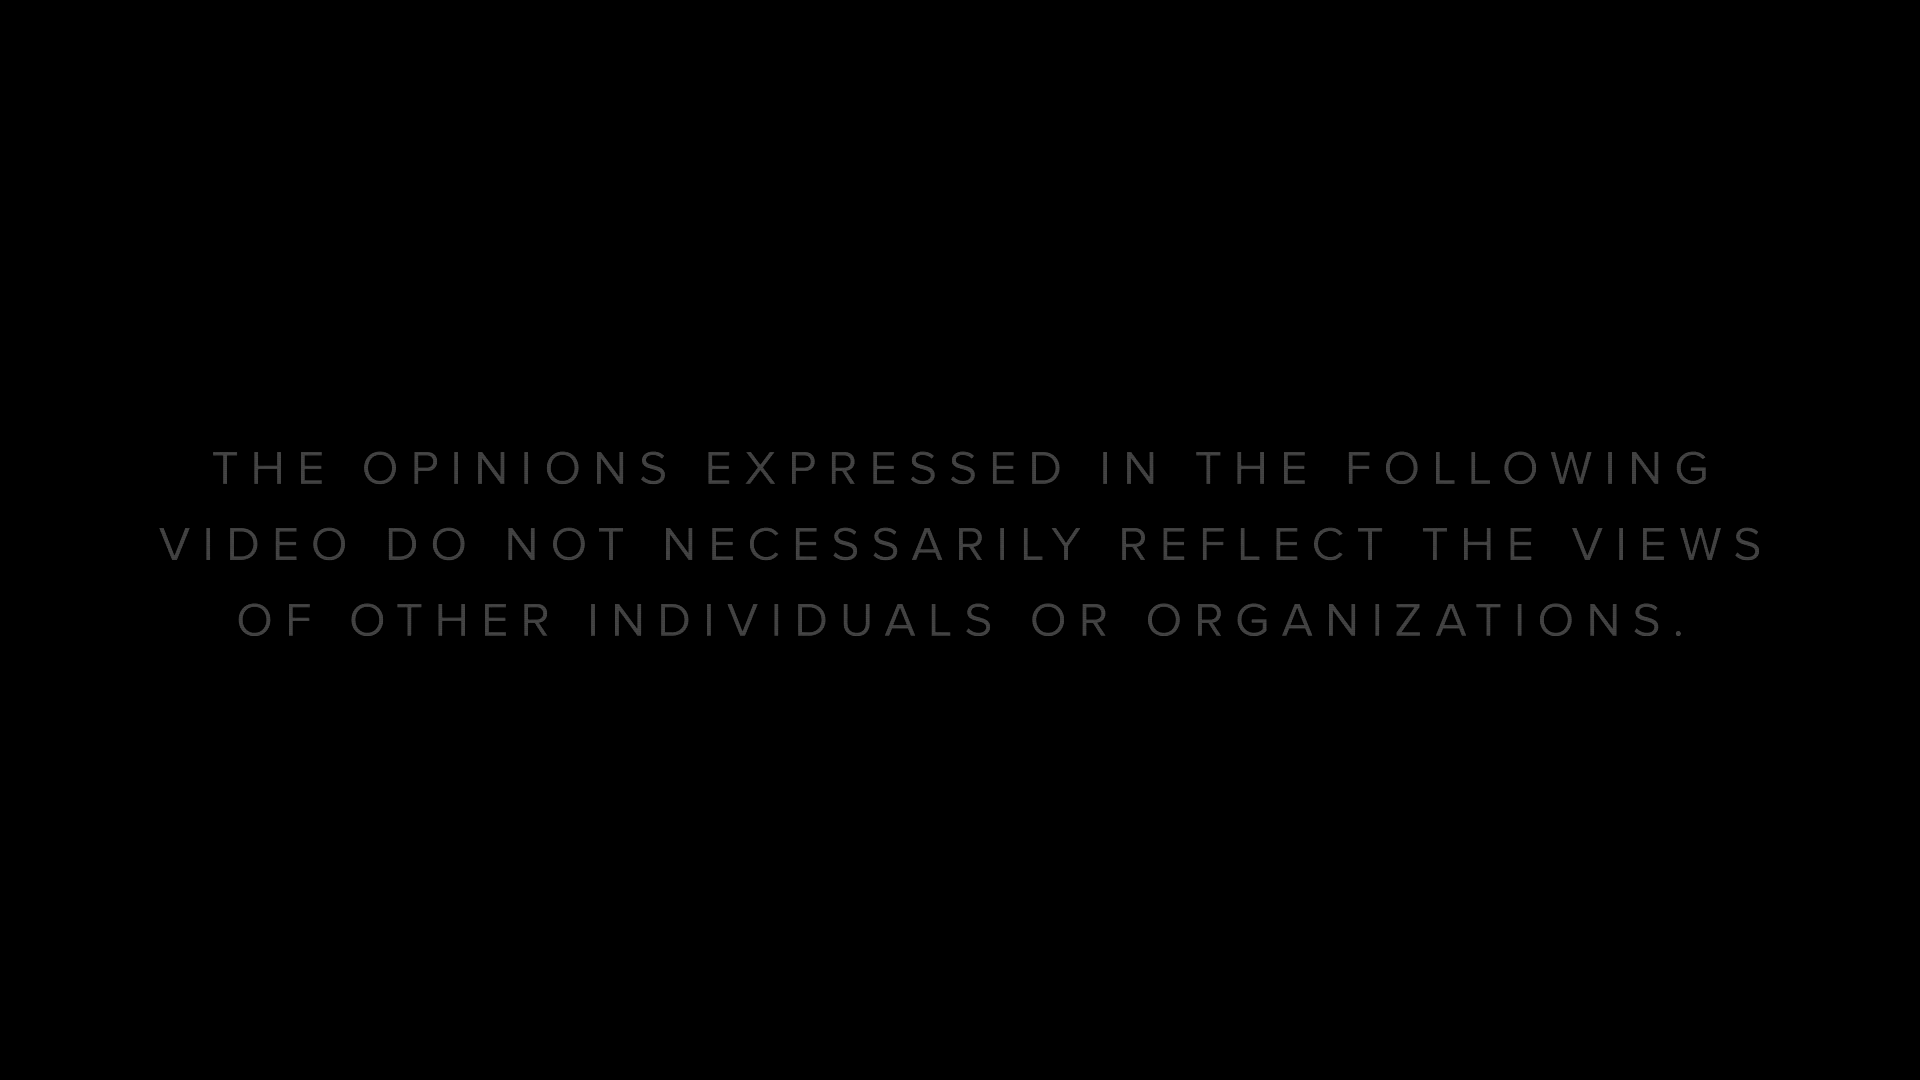 THE OPINIONS EXPRESSED IN THE FOLLOWING
VIDEO DO NOT NECESSARILY REFLECT THE VIEWS
OF OTHER INDIVIDUALS OR ORGANIZATIONS.